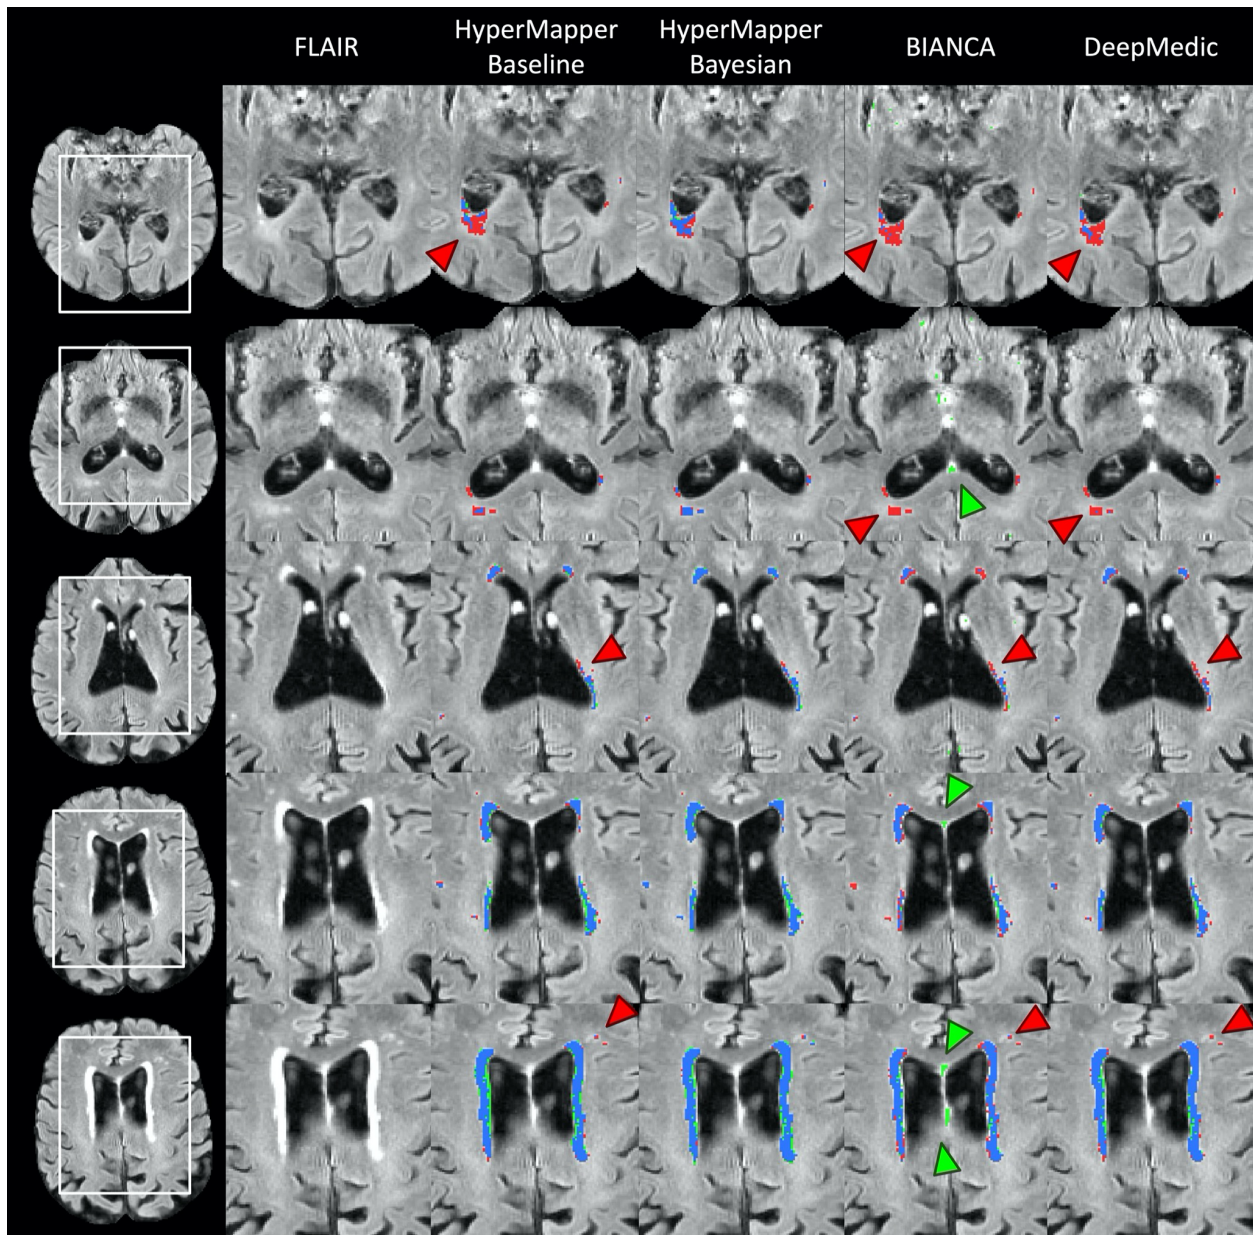 FLAIR
HyperMapper
Baseline
HyperMapper
Bayesian
BIANCA
DeepMedic